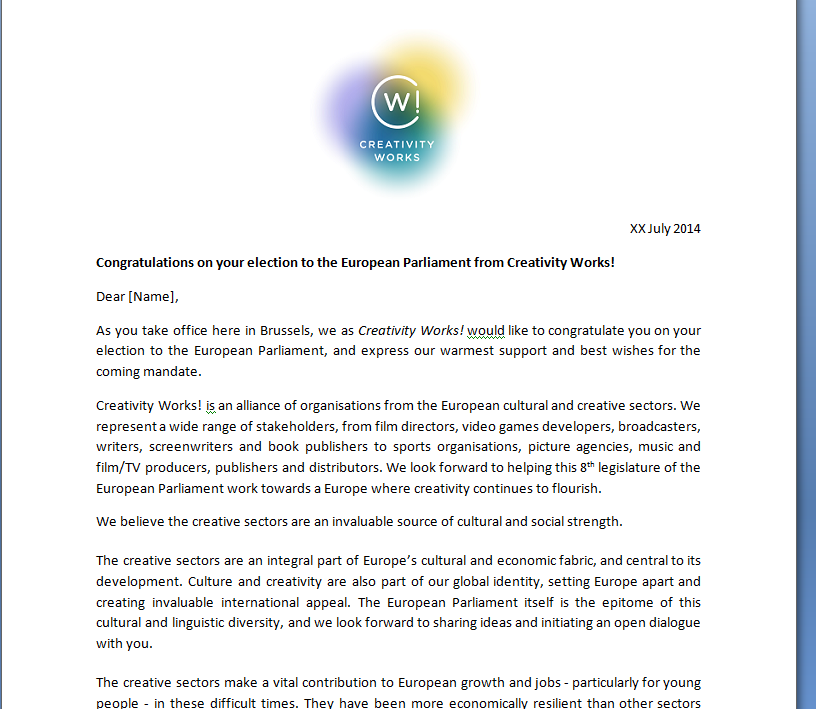 W!
CREATIVITY
WORKS
XX July 2014
Congratulations on your election to the European Parliament from Creativity Works!
Dear [Name],
As you take office here in Brussels, we as Creativity Works! would like to congratulate you on your
election to the European Parliament, and express our warmest support and best wishes for the
coming mandate.
Creativity Works! is an alliance of organisations from the European cultural and creative sectors. We
represent a wide range of stakeholders, from film directors, video games developers, broadcasters,
writers, screenwriters and book publishers to sports organisations, picture agencies, music and
film/TV producers, publishers and distributors. We look forward to helping this 8th legislature of the
European Parliament work towards a Europe where creativity continues to flourish.
We believe the creative sectors are an invaluable source of cultural and social strength.
The creative sectors are an integral part of Europe’s cultural and economic fabric, and central to its
development. Culture and creativity are also part of our global identity, setting Europe apart and
creating invaluable international appeal. The European Parliament itself is the epitome of this
cultural and linguistic diversity, and we look forward to sharing ideas and initiating an open dialogue
with you.
The creative sectors make a vital contribution to European growth and jobs - particularly for young
people - in these difficult times. They have been more economically resilient than other sectors